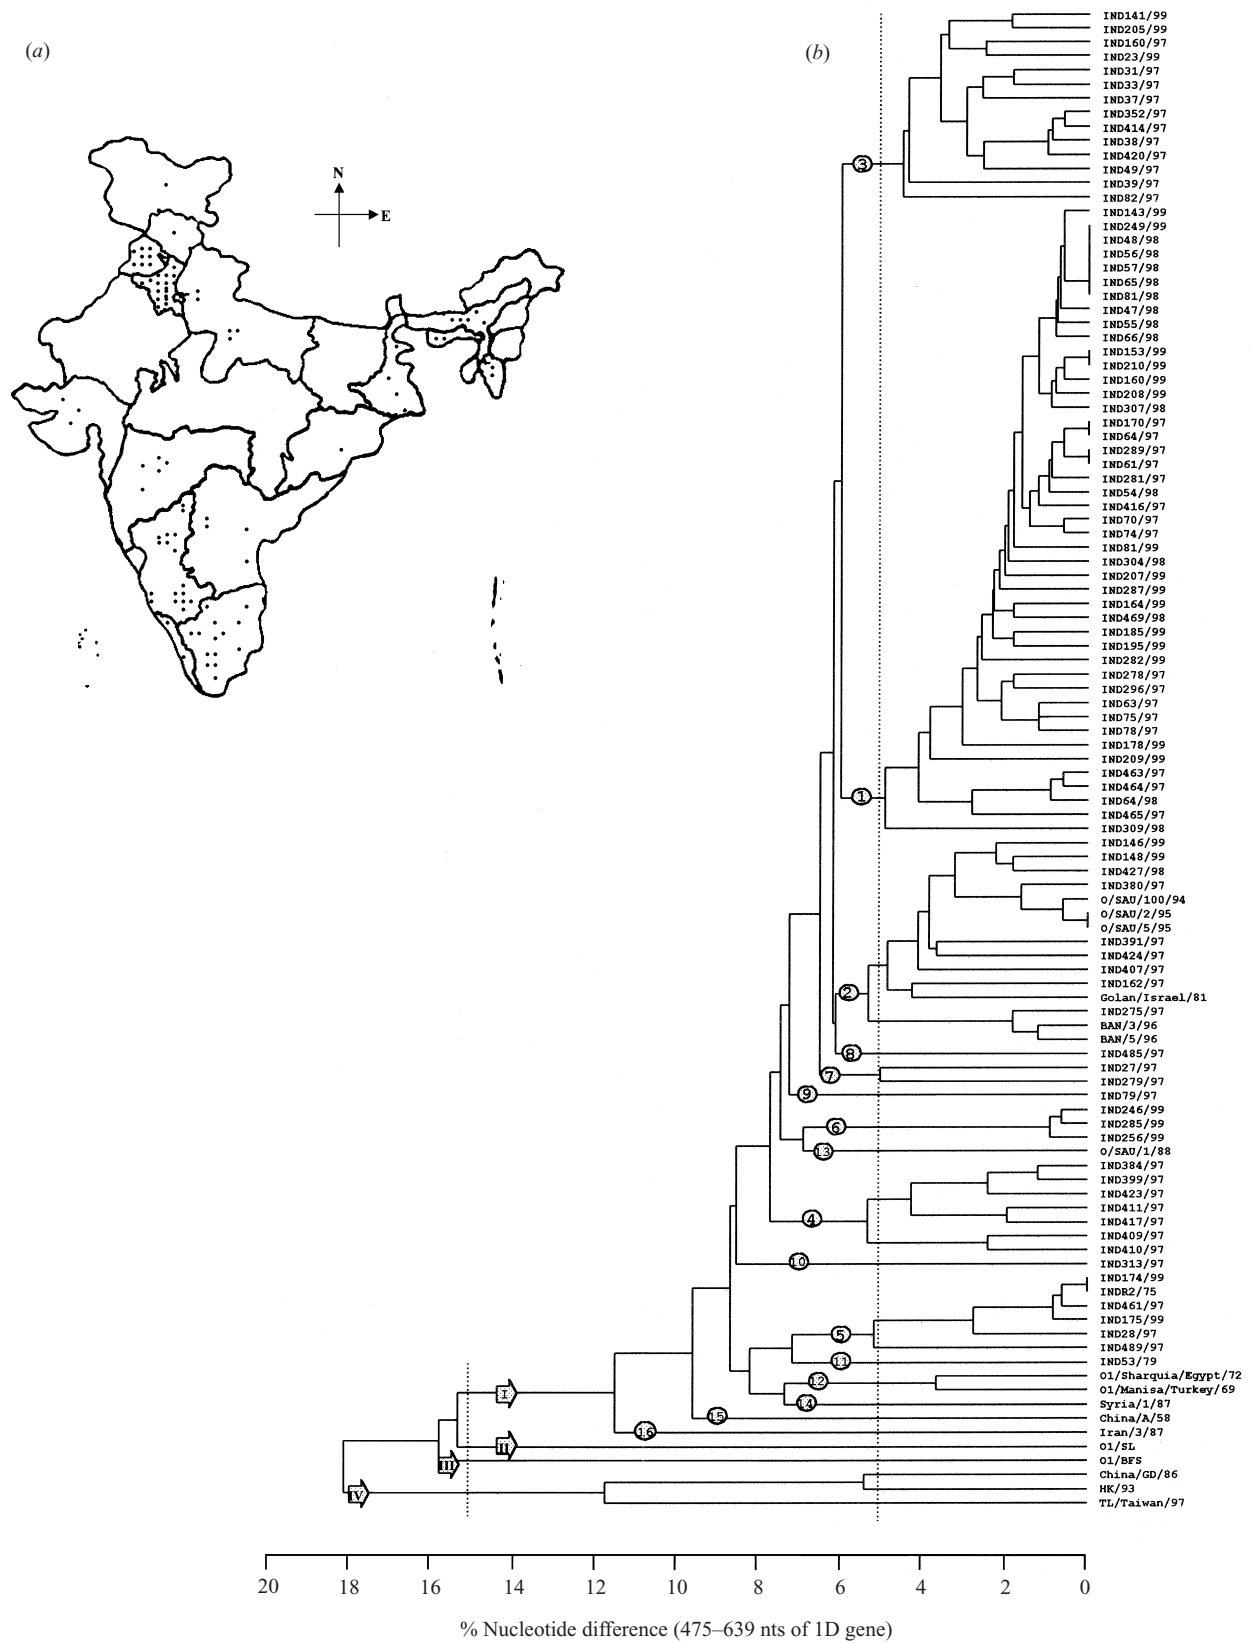 (a)
(b)
N
E
IND141/99
IND205/99
IND160/97
IND23/99
IND31/97
IND33/97
IND37/97
IND352/97
IND414/97
IND38/97
IND420/97
IND49/97
IND39/97
IND82/97
IND143/99
IND249/99
IND48/98
IND56/98
IND57/98
IND65/98
IND81/98
IND47/98
IND55/98
IND66/98
IND153/99
IND210/99
IND160/99
IND208/99
IND307/98
IND170/97
IND64/97
IND289/97
IND61/97
IND281/97
IND54/98
IND416/97
IND70/97
IND74/97
IND81/99
IND304/98
IND207/99
IND287/99
IND164/99
IND469/98
IND185/99
IND195/99
IND282/99
IND278/97
IND296/97
IND63/97
IND75/97
IND78/97
IND178/99
IND209/99
IND463/97
IND464/97
IND64/98
IND465/97
IND309/98
IND146/99
IND148/99
IND427/98
IND380/97
O/SAU/100/94
O/SAU/2/95
O/SAU/5/95
IND391/97
IND424/97
IND407/97
IND162/97
Golan/Israel/81
IND275/97
BAN/3/96
BAN/5/96
IND485/97
IND27/97
IND279/97
IND79/97
IND246/99
IND285/99
IND256/99
O/SAU/1/88
IND384/97
IND399/97
IND423/97
IND411/97
IND417/97
IND409/97
IND410/97
IND313/97
IND174/99
INDR2/75
IND461/97
IND175/99
IND28/97
IND489/97
IND53/79
O1/Sharquia/Egypt/72
O1/Manisa/Turkey/69
Syria/1/87
China/A/58
Iran/3/87
O1/SL
O1/BFS
China/GD/86
HK/93
TL/Taiwan/97
3
1
2
8
7
9
6
13
4
10
5
11
12
14
15
16
I
II
III
IV
20 18 16 14 12 10 8 6 4 2 0
% Nucleotide difference (475–639 nts of 1D gene)